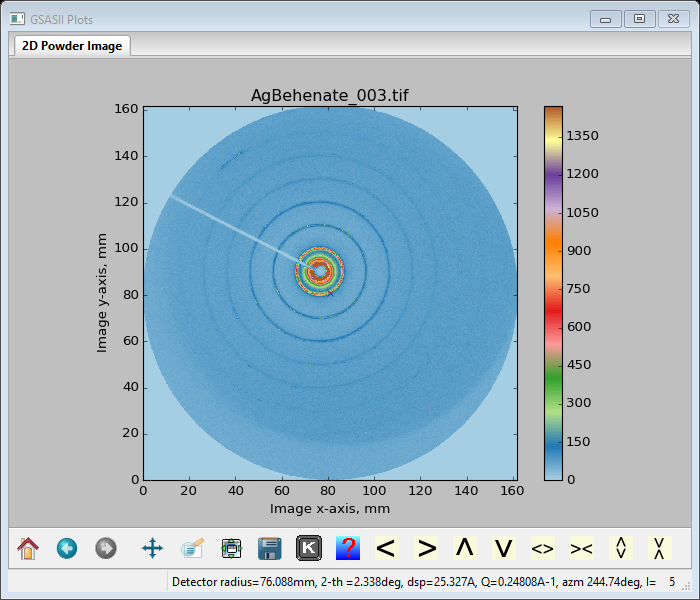 GSASII Plots
2D Powder Image
AgBehenate_003.tif
160
140
120
100
80
60
40
20
0
Image y-axis, mm
0 20 40 60 80 100 120 140 160
Image x-axis, mm
1350
1200
1050
900
750
600
450
300
150
0
K ? < > Λ V <> ><
Detector radius=76.088mm, 2-th =2.338deg, dsp=25.327A, Q=0.24808A-1, azm 244.74deg, I= 5